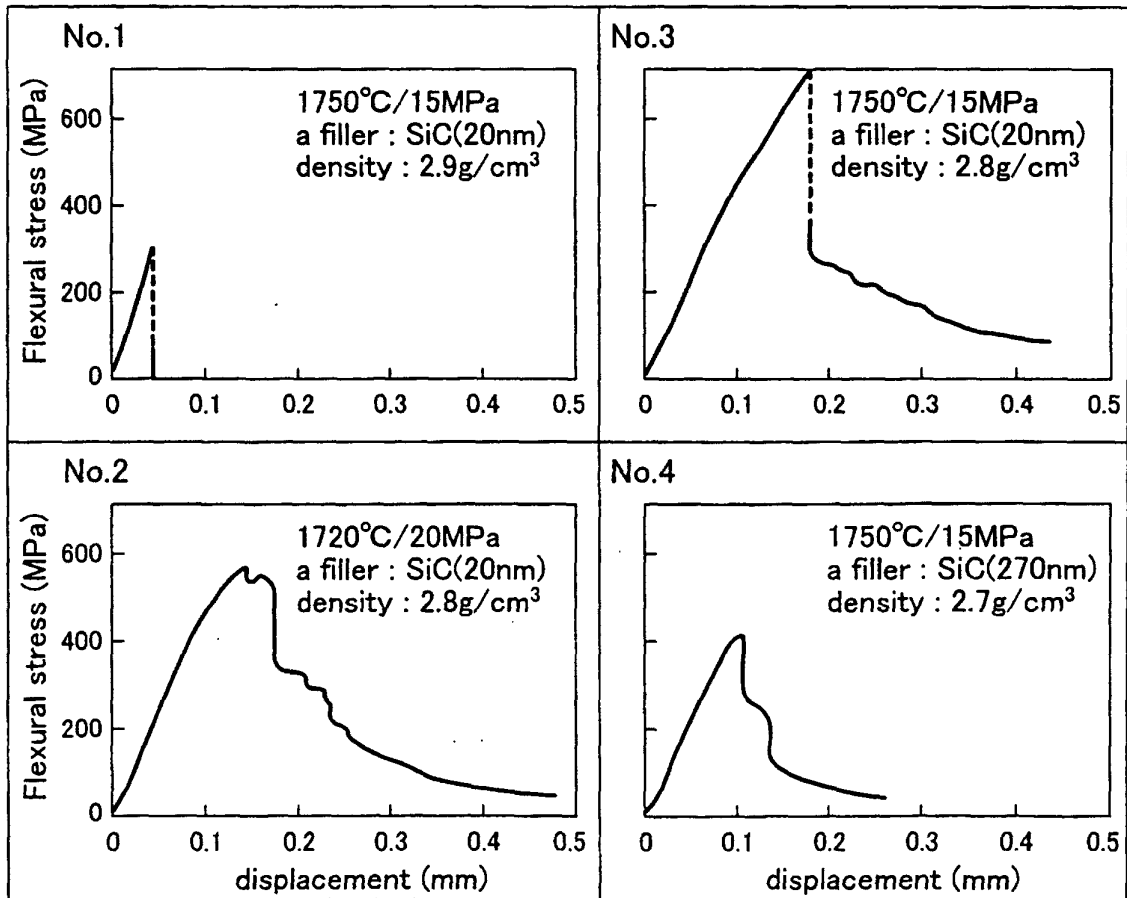 No.1
Flexural stress (MPa)
600
400
200
0
1750°C/15MPa
a filler : SiC(20nm)
density : 2.9g/cm³
0 0.1 0.2 0.3 0.4 0.5
No.3
1750°C/15MPa
a filler : SiC(20nm)
density : 2.8g/cm³
0 0.1 0.2 0.3 0.4 0.5
No.2
Flexural stress (MPa)
600
400
200
0
1720°C/20MPa
a filler : SiC(20nm)
density : 2.8g/cm³
0 0.1 0.2 0.3 0.4 0.5
displacement (mm)
No.4
1750°C/15MPa
a filler : SiC(270nm)
density : 2.7g/cm³
0 0.1 0.2 0.3 0.4 0.5
displacement (mm)